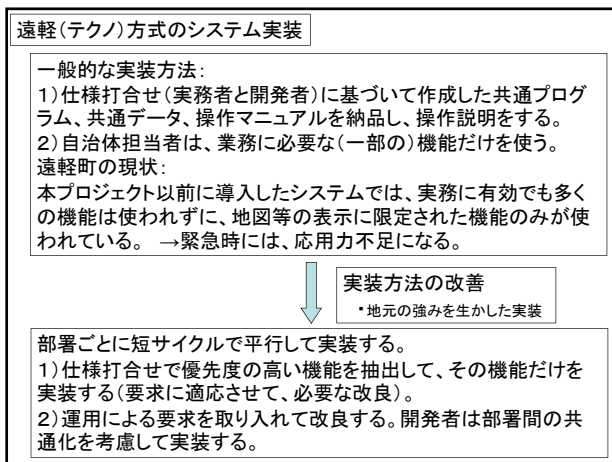 遠軽（テクノ）方式のシステム実装
一般的な実装方法：
１）仕様打合せ（実務者と開発者）に基づいて作成した共通プログ
ラム、共通データ、操作マニュアルを納品し、操作説明をする。
２）自治体担当者は、業務に必要な（一部の）機能だけを使う。
遠軽町の現状：
本プロジェクト以前に導入したシステムでは、実務に有効でも多く
の機能は使われずに、地図等の表示に限定された機能のみが使
われている。　→緊急時には、応用力不足になる。
実装方法の改善
・地元の強みを生かした実装
部署ごとに短サイクルで平行して実装する。
１）仕様打合せで優先度の高い機能を抽出して、その機能だけを
実装する（要求に適応させて、必要な改良）。
２）運用による要求を取り入れて改良する。開発者は部署間の共
通化を考慮して実装する。